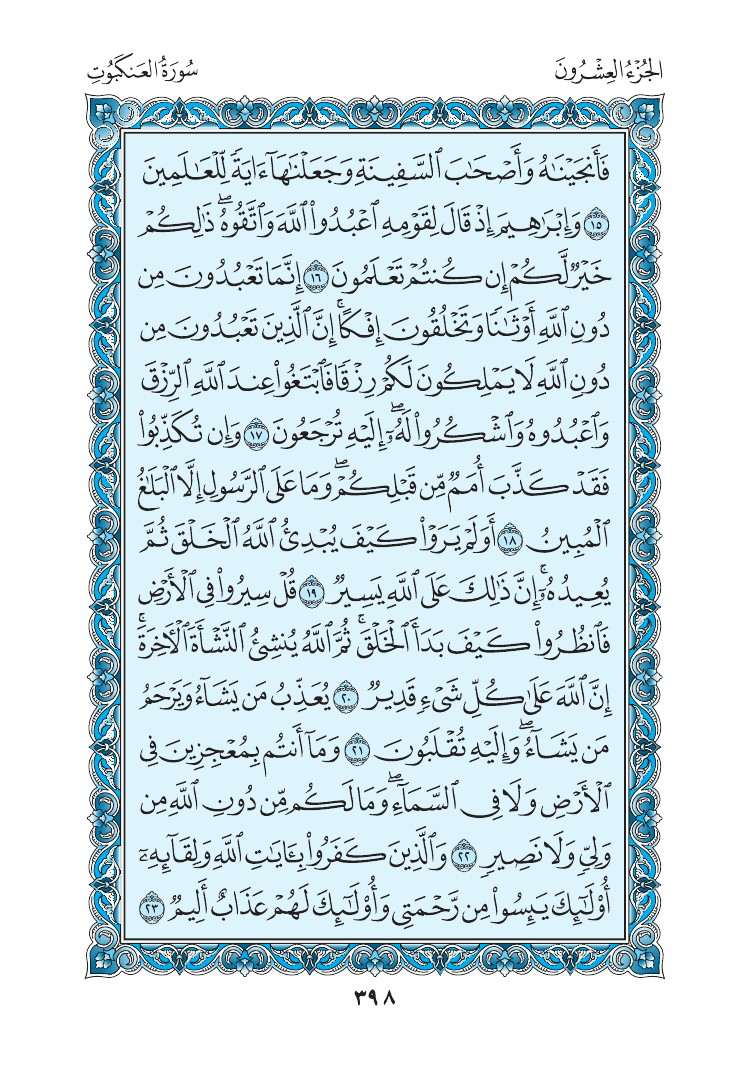 الجُزْءُ العِشْرُونَ
سُورَةُ العَنكَبُوتِ
فَأَنجَيْنَٰهُ وَأَصْحَٰبَ ٱلسَّفِينَةِ وَجَعَلْنَٰهَآ ءَايَةً لِّلْعَٰلَمِينَ
١٥ وَإِبْرَٰهِيمَ إِذْ قَالَ لِقَوْمِهِ ٱعْبُدُوا۟ ٱللَّهَ وَٱتَّقُوهُ ۖ ذَٰلِكُمْ
خَيْرٌ لَّكُمْ إِن كُنتُمْ تَعْلَمُونَ ١٦ إِنَّمَا تَعْبُدُونَ مِن
دُونِ ٱللَّهِ أَوْثَٰنًا وَتَخْلُقُونَ إِفْكًا ۚ إِنَّ ٱلَّذِينَ تَعْبُدُونَ مِن
دُونِ ٱللَّهِ لَا يَمْلِكُونَ لَكُمْ رِزْقًا فَٱبْتَغُوا۟ عِندَ ٱللَّهِ ٱلرِّزْقَ
وَٱعْبُدُوهُ وَٱشْكُرُوا۟ لَهُۥٓ ۖ إِلَيْهِ تُرْجَعُونَ ١٧ وَإِن تُكَذِّبُوا۟
فَقَدْ كَذَّبَ أُمَمٌ مِّن قَبْلِكُمْ ۖ وَمَا عَلَى ٱلرَّسُولِ إِلَّا ٱلْبَلَٰغُ
ٱلْمُبِينُ ١٨ أَوَلَمْ يَرَوْا۟ كَيْفَ يُبْدِئُ ٱللَّهُ ٱلْخَلْقَ ثُمَّ
يُعِيدُهُۥٓ ۚ إِنَّ ذَٰلِكَ عَلَى ٱللَّهِ يَسِيرٌ ١٩ قُلْ سِيرُوا۟ فِى ٱلْأَرْضِ
فَٱنظُرُوا۟ كَيْفَ بَدَأَ ٱلْخَلْقَ ۚ ثُمَّ ٱللَّهُ يُنشِئُ ٱلنَّشْأَةَ ٱلْءَاخِرَةَ ۚ
إِنَّ ٱللَّهَ عَلَىٰ كُلِّ شَىْءٍ قَدِيرٌ ٢٠ يُعَذِّبُ مَن يَشَآءُ وَيَرْحَمُ
مَن يَشَآءُ ۖ وَإِلَيْهِ تُقْلَبُونَ ٢١ وَمَآ أَنتُم بِمُعْجِزِينَ فِى
ٱلْأَرْضِ وَلَا فِى ٱلسَّمَآءِ ۖ وَمَا لَكُم مِّن دُونِ ٱللَّهِ مِن
وَلِىٍّ وَلَا نَصِيرٍ ٢٢ وَٱلَّذِينَ كَفَرُوا۟ بِـَٔايَٰتِ ٱللَّهِ وَلِقَآئِهِۦٓ
أُو۟لَٰٓئِكَ يَئِسُوا۟ مِن رَّحْمَتِى وَأُو۟لَٰٓئِكَ لَهُمْ عَذَابٌ أَلِيمٌ ٢٣
٣٩٨